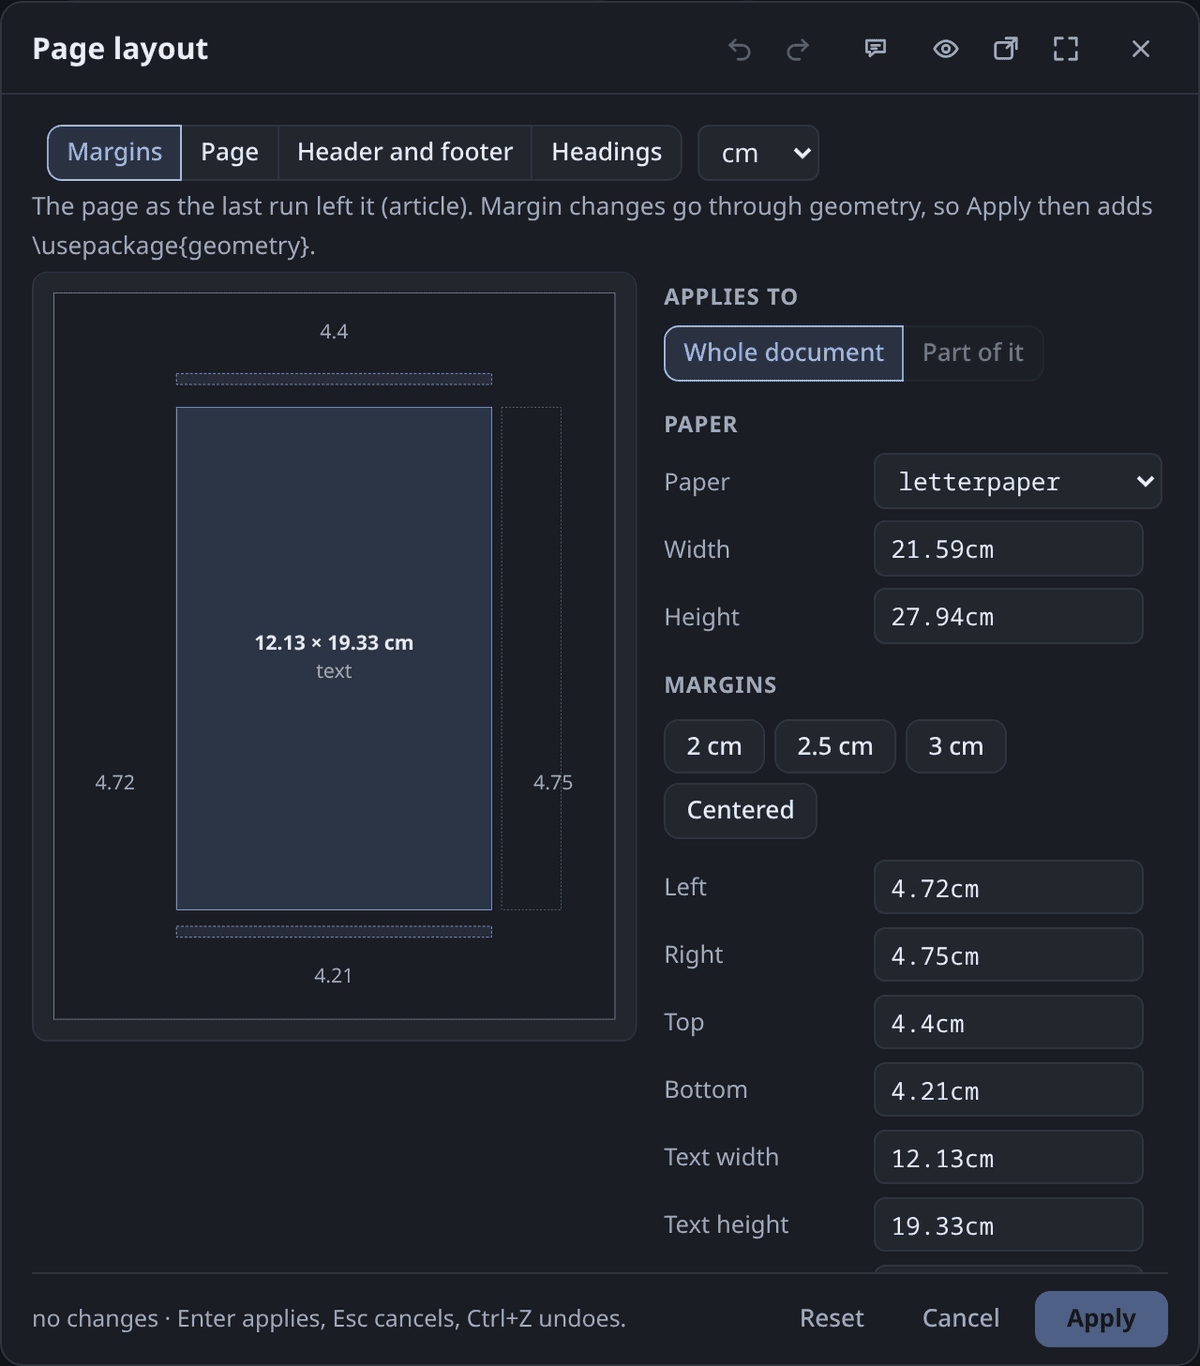 Page layout
Margins Page Header and footer Headings cm
The page as the last run left it (article). Margin changes go through geometry, so Apply then adds
\usepackage{geometry}.
4.4
12.13 × 19.33 cm
text
4.72
4.75
4.21
APPLIES TO
Whole document Part of it
PAPER
Paper letterpaper
Width 21.59cm
Height 27.94cm
MARGINS
2 cm 2.5 cm 3 cm
Centered
Left 4.72cm
Right 4.75cm
Top 4.4cm
Bottom 4.21cm
Text width 12.13cm
Text height 19.33cm
no changes · Enter applies, Esc cancels, Ctrl+Z undoes. Reset Cancel Apply